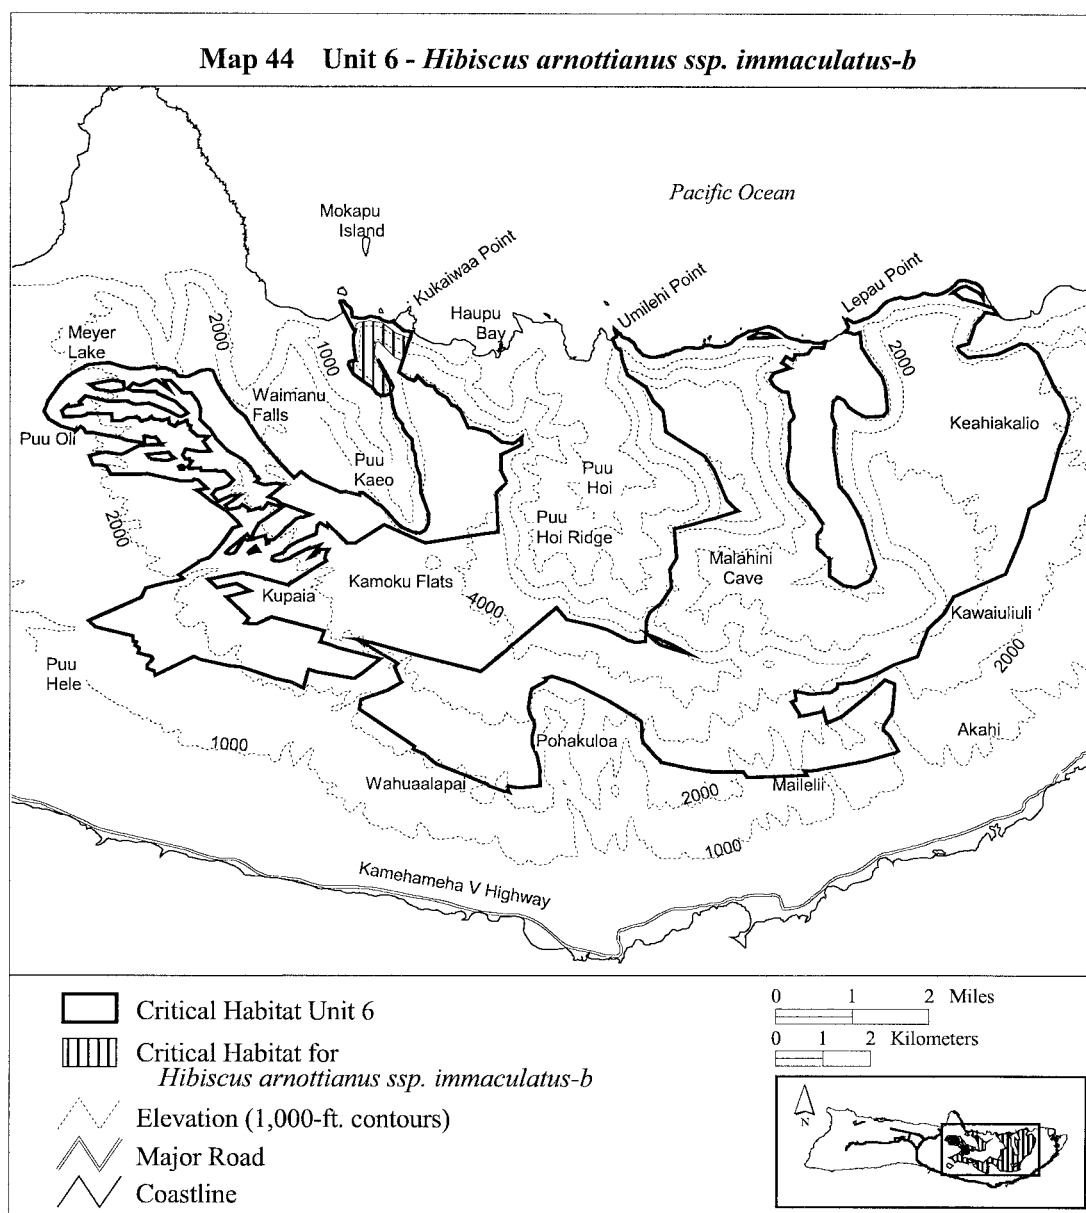 Map 44 Unit 6 - Hibiscus arnottianus ssp. immaculatus-b
Pacific Ocean
Mokapu
Island
Kukaiwaa Point
Haupu
Bay
Umilehi Point
Lepau Point
Meyer
Lake
2000
1000
2000
Waimanu
Falls
Keahiakalio
Puu Oli
Puu
Kaeo
Puu
Hoi
2000
Puu
Hoi Ridge
Malahini
Cave
Kamoku Flats
Kupaia
4000
Kawaiuliuli
Puu
Hele
2000
1000
Pohakuloa
Akahi
Wahuaalapai
2000
Mailelii
1000
Kamehameha V Highway
Critical Habitat Unit 6
Critical Habitat for
Hibiscus arnottianus ssp. immaculatus-b
Elevation (1,000-ft. contours)
Major Road
Coastline
0 1 2 Miles
0 1 2 Kilometers
N